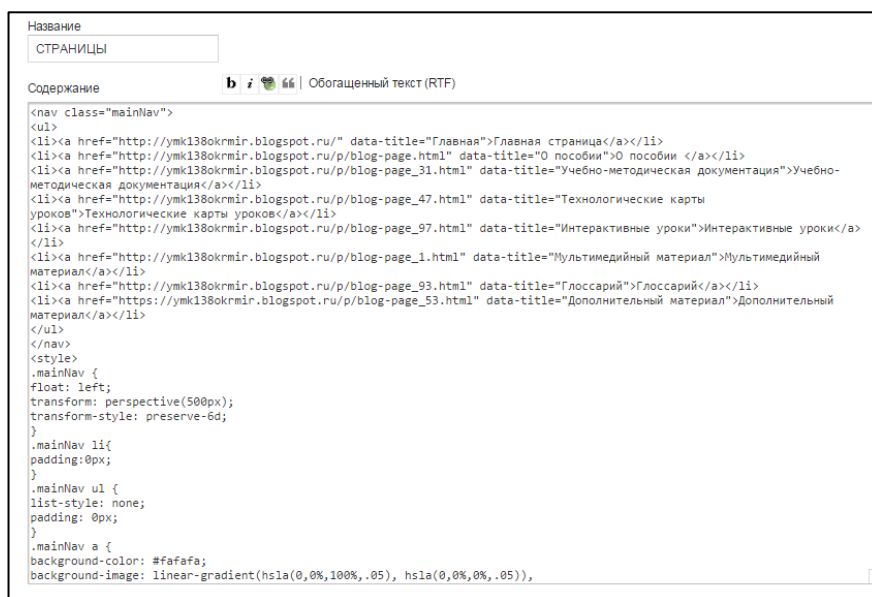 Название
СТРАНИЦЫ
Содержание b i | Обогащенный текст (RTF)
<nav class="mainNav">
<ul>
<li><a href="http://ymk138okrmir.blogspot.ru/" data-title="Главная">Главная страница</a></li>
<li><a href="http://ymk138okrmir.blogspot.ru/p/blog-page.html" data-title="О пособии">О пособии </a></li>
<li><a href="http://ymk138okrmir.blogspot.ru/p/blog-page_31.html" data-title="Учебно-методическая документация">Учебно-
методическая документация</a></li>
<li><a href="http://ymk138okrmir.blogspot.ru/p/blog-page_47.html" data-title="Технологические карты
уроков">Технологические карты уроков</a></li>
<li><a href="http://ymk138okrmir.blogspot.ru/p/blog-page_97.html" data-title="Интерактивные уроки">Интерактивные уроки</a>
</li>
<li><a href="http://ymk138okrmir.blogspot.ru/p/blog-page_1.html" data-title="Мультимедийный материал">Мультимедийный
материал</a></li>
<li><a href="http://ymk138okrmir.blogspot.ru/p/blog-page_93.html" data-title="Глоссарий">Глоссарий</a></li>
<li><a href="https://ymk138okrmir.blogspot.ru/p/blog-page_53.html" data-title="Дополнительный материал">Дополнительный
материал</a></li>
</ul>
</nav>
<style>
.mainNav {
float: left;
transform: perspective(500px);
transform-style: preserve-6d;
}
.mainNav li{
padding:0px;
}
.mainNav ul {
list-style: none;
padding: 0px;
}
.mainNav a {
background-color: #fafafa;
background-image: linear-gradient(hsla(0,0%,100%,.05), hsla(0,0%,0%,.05)),